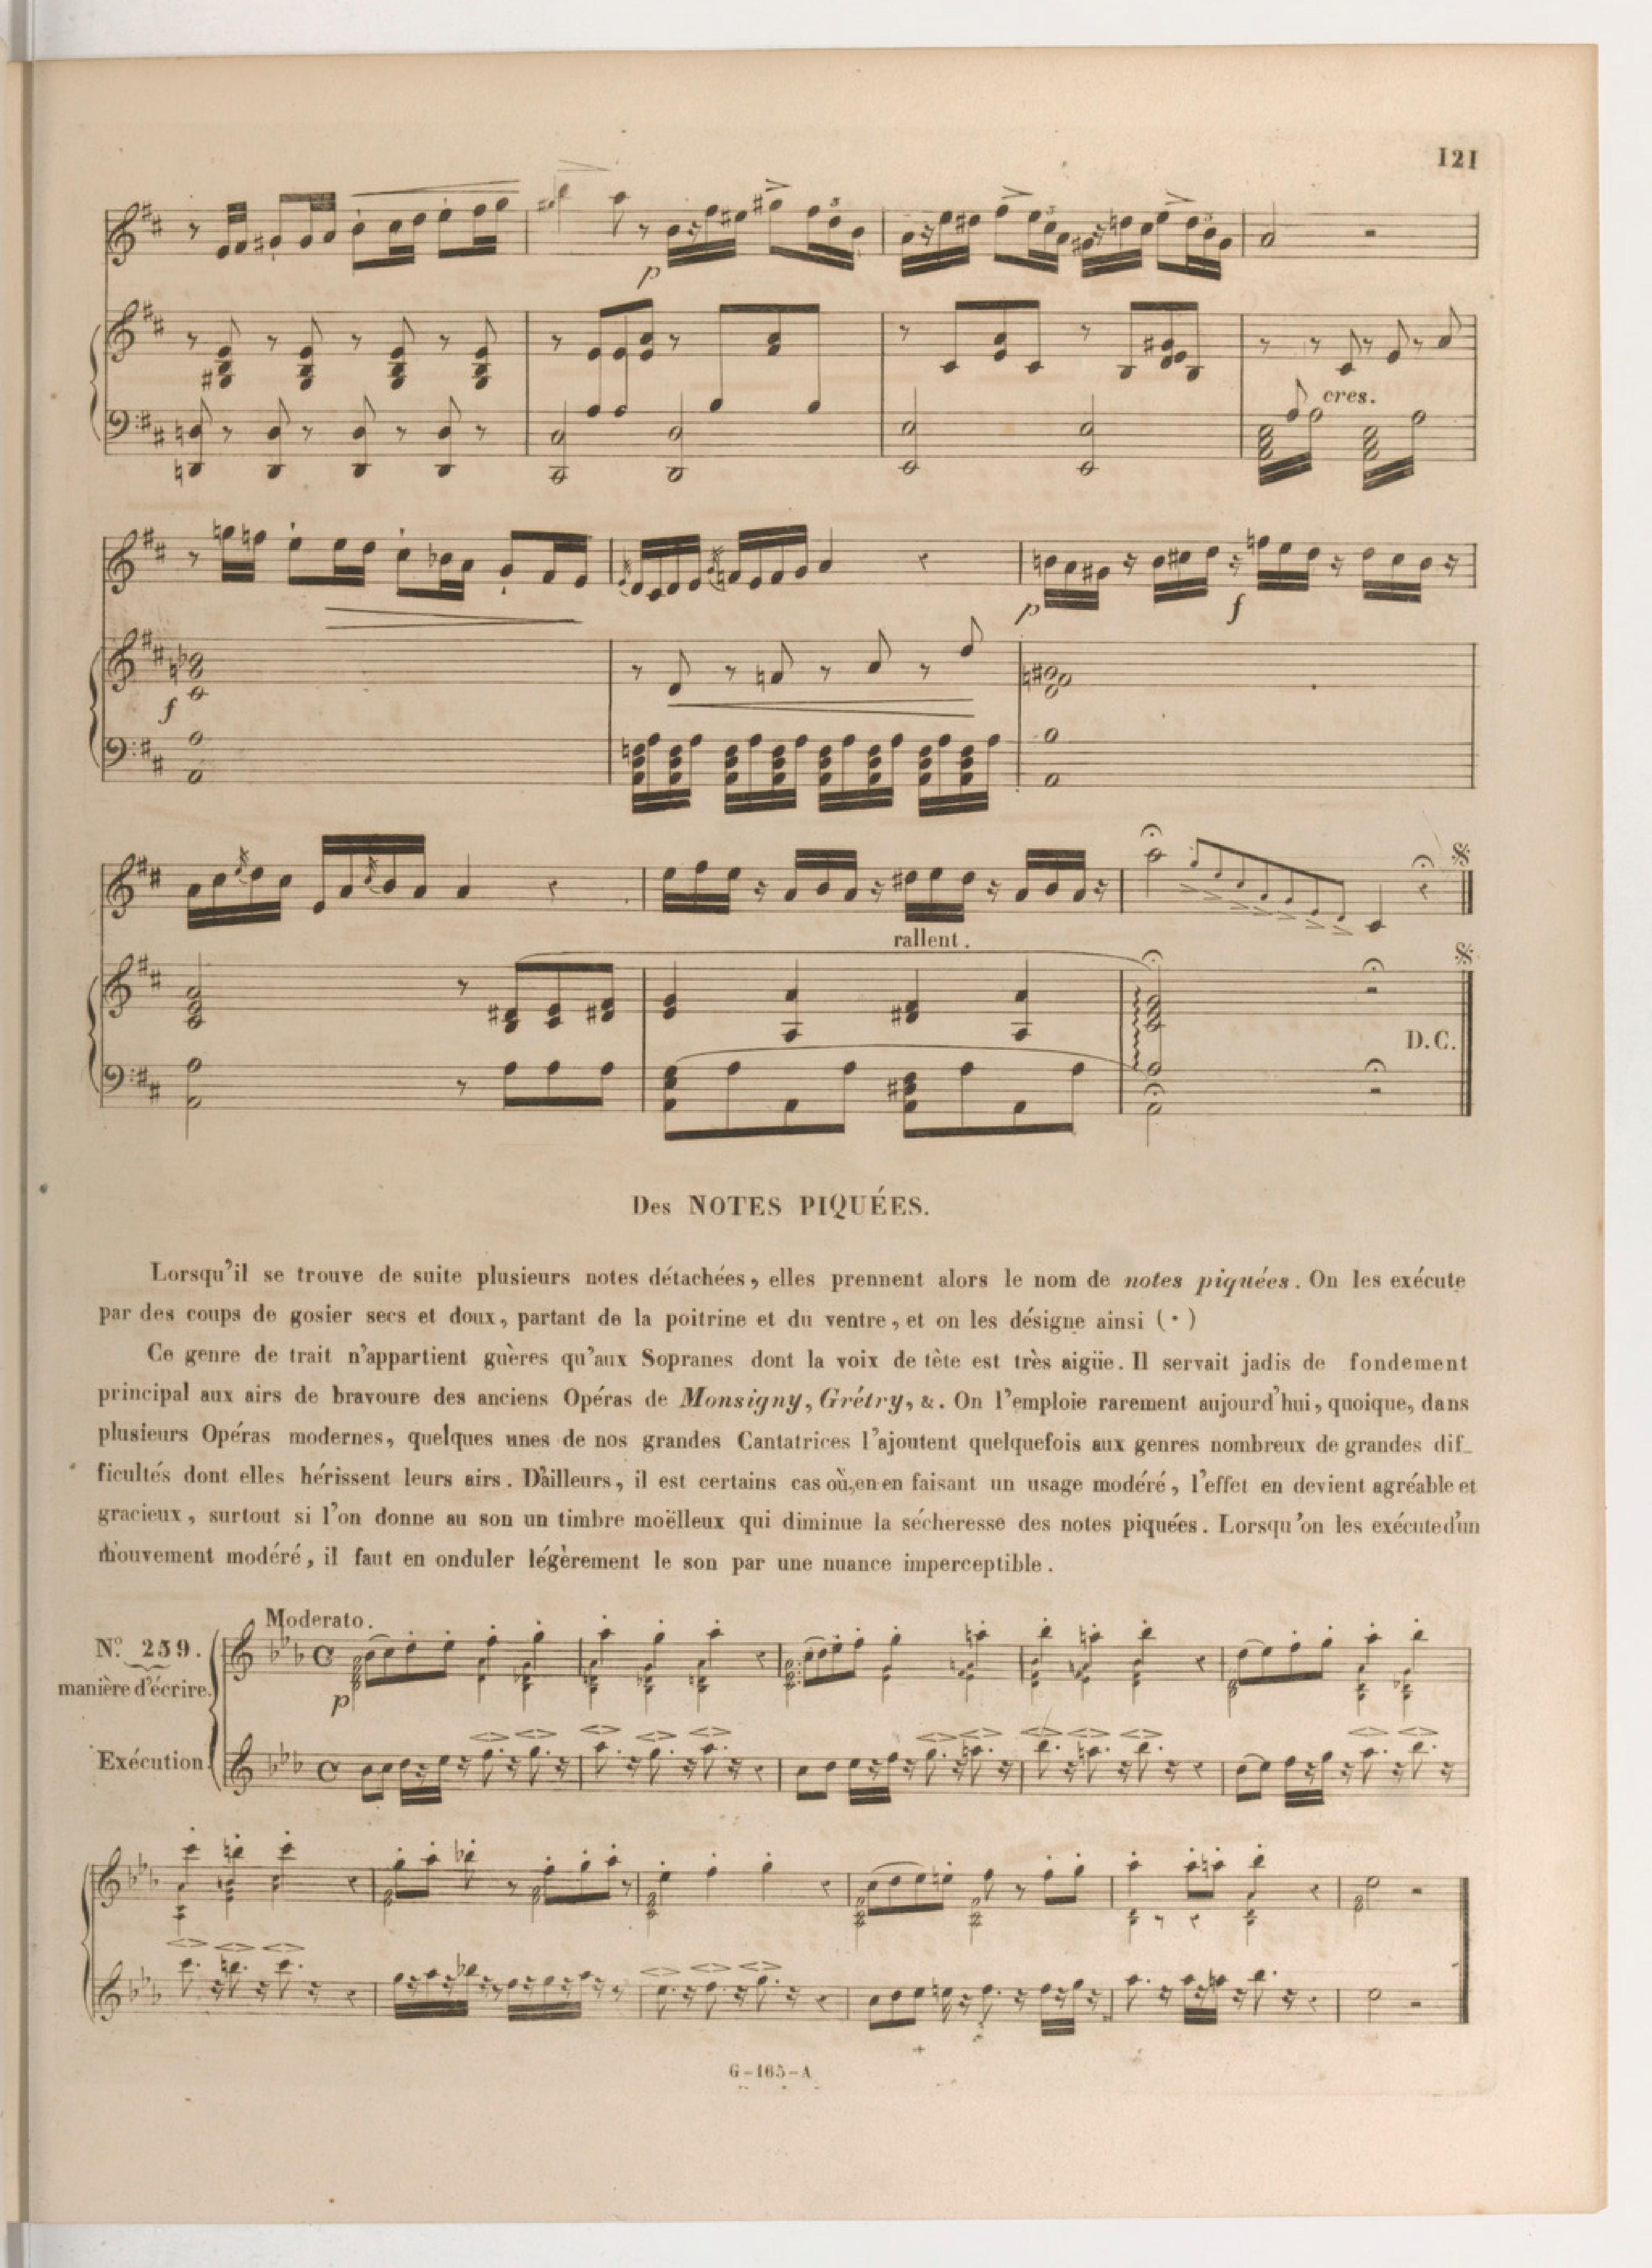 121
p
cres.
f
p
f
rallent.
D.C.
Des NOTES PIQUÉES.
Lorsqu'il se trouve de suite plusieurs notes détachées, elles prennent alors le nom de notes piquées. On les exécute
par des coups de gosier secs et doux, partant de la poitrine et du ventre, et on les désigne ainsi (·)
Ce genre de trait n'appartient guères qu'aux Sopranes dont la voix de tête est très aigüe. Il servait jadis de fondement
principal aux airs de bravoure des anciens Opéras de Monsigny, Grétry, &. On l'emploie rarement aujourd'hui, quoique, dans
plusieurs Opéras modernes, quelques unes de nos grandes Cantatrices l'ajoutent quelquefois aux genres nombreux de grandes dif-
ficultés dont elles hérissent leurs airs. D'ailleurs, il est certains cas où, en en faisant un usage modéré, l'effet en devient agréable et
gracieux, surtout si l'on donne au son un timbre moëlleux qui diminue la sécheresse des notes piquées. Lorsqu'on les exécute d'un
mouvement modéré, il faut en onduler légèrement le son par une nuance imperceptible.
Moderato.
No. 259.
manière d'écrire.
p
Exécution.
G-165-A